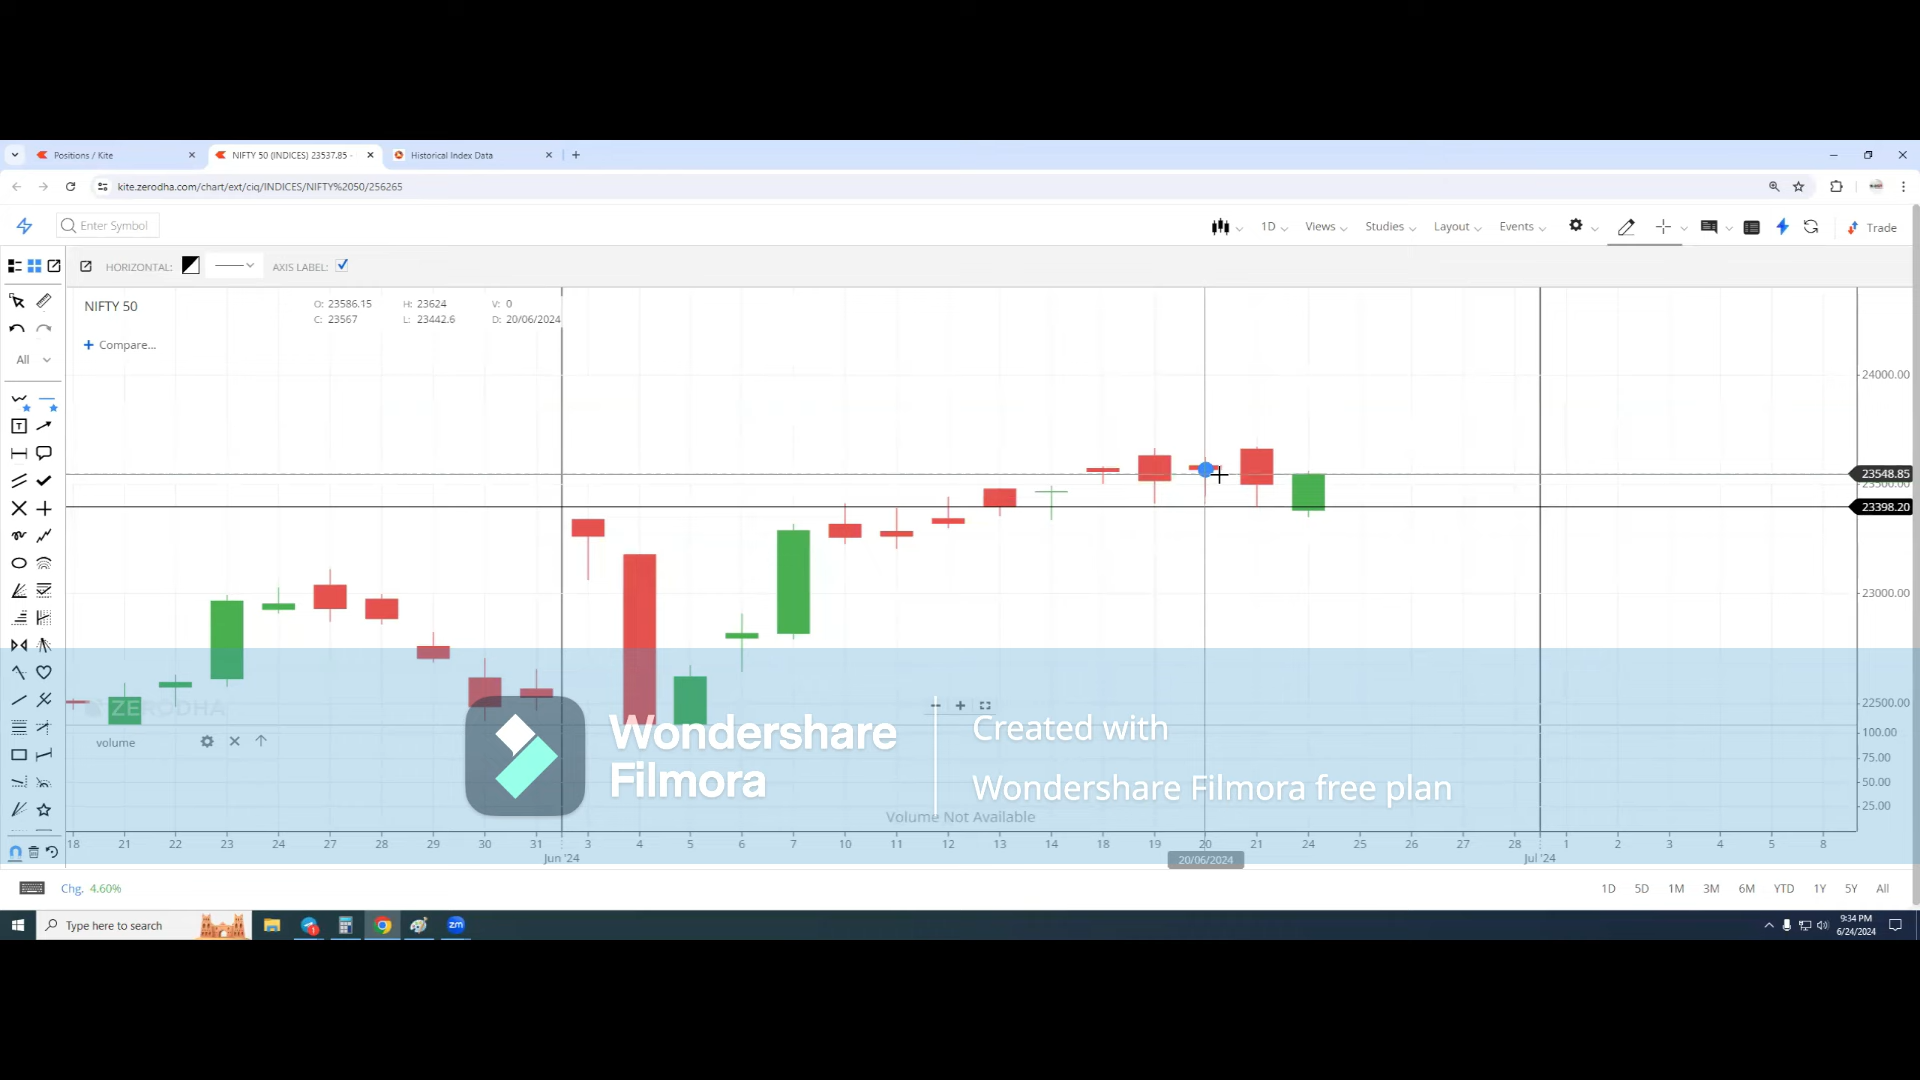 Positions / Kite
NIFTY 50 (INDICES) 23537.85 -
Historical Index Data
kite.zerodha.com/chart/ext/ciq/INDICES/NIFTY%2050/256265
Enter Symbol
1D
Views
Studies
Layout
Events
Trade
HORIZONTAL:
AXIS LABEL:
NIFTY 50
O: 23586.15 H: 23624 V: 0
C: 23567 L: 23442.6 D: 20/06/2024
+ Compare...
All
T
24000.00
23548.85
23398.20
23000.00
22500.00
100.00
75.00
50.00
25.00
ZERODHA
volume
Wondershare
Filmora
Created with
Wondershare Filmora free plan
Volume Not Available
18 21 22 23 24 27 28 29 30 31 3 4 5 6 7 10 11 12 13 14 18 19 20 21 24 25 26 27 28 1 2 3 4 5 8
Jun '24
20/06/2024
Jul '24
Chg. 4.60%
1D 5D 1M 3M 6M YTD 1Y 5Y All
Type here to search
zm
9:34 PM
6/24/2024